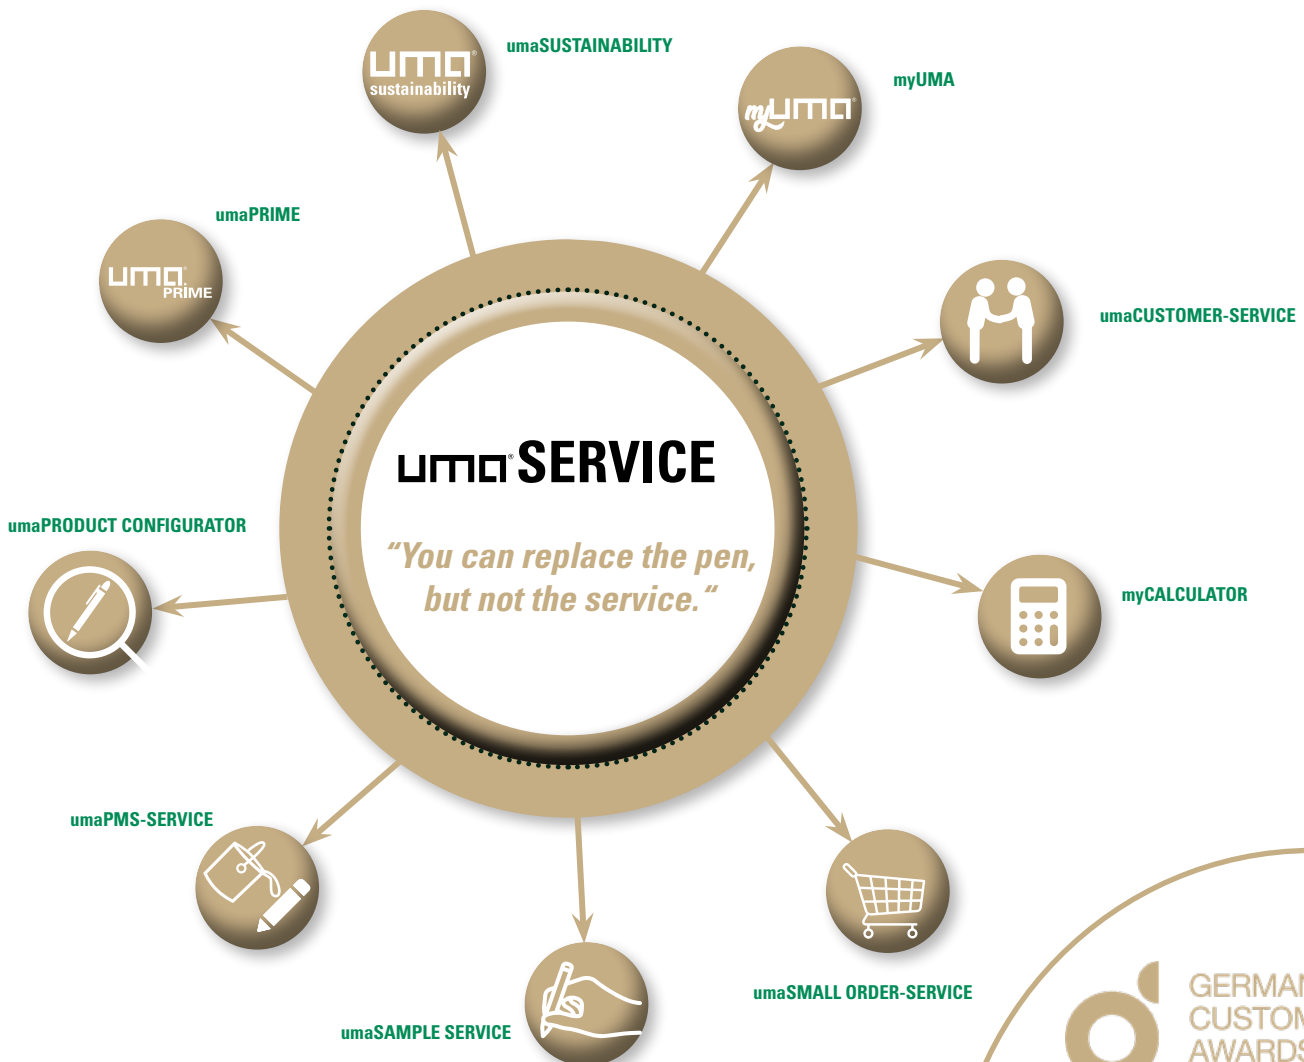 umaSUSTAINABILITY
uma®
sustainability
myUMA
myuma®
umaPRIME
uma®
PRIME
umaCUSTOMER-SERVICE
uma® SERVICE
“You can replace the pen,
but not the service.“
umaPRODUCT CONFIGURATOR
myCALCULATOR
umaPMS-SERVICE
umaSMALL ORDER-SERVICE
umaSAMPLE SERVICE
GERMAN
CUSTOM
AWARDS